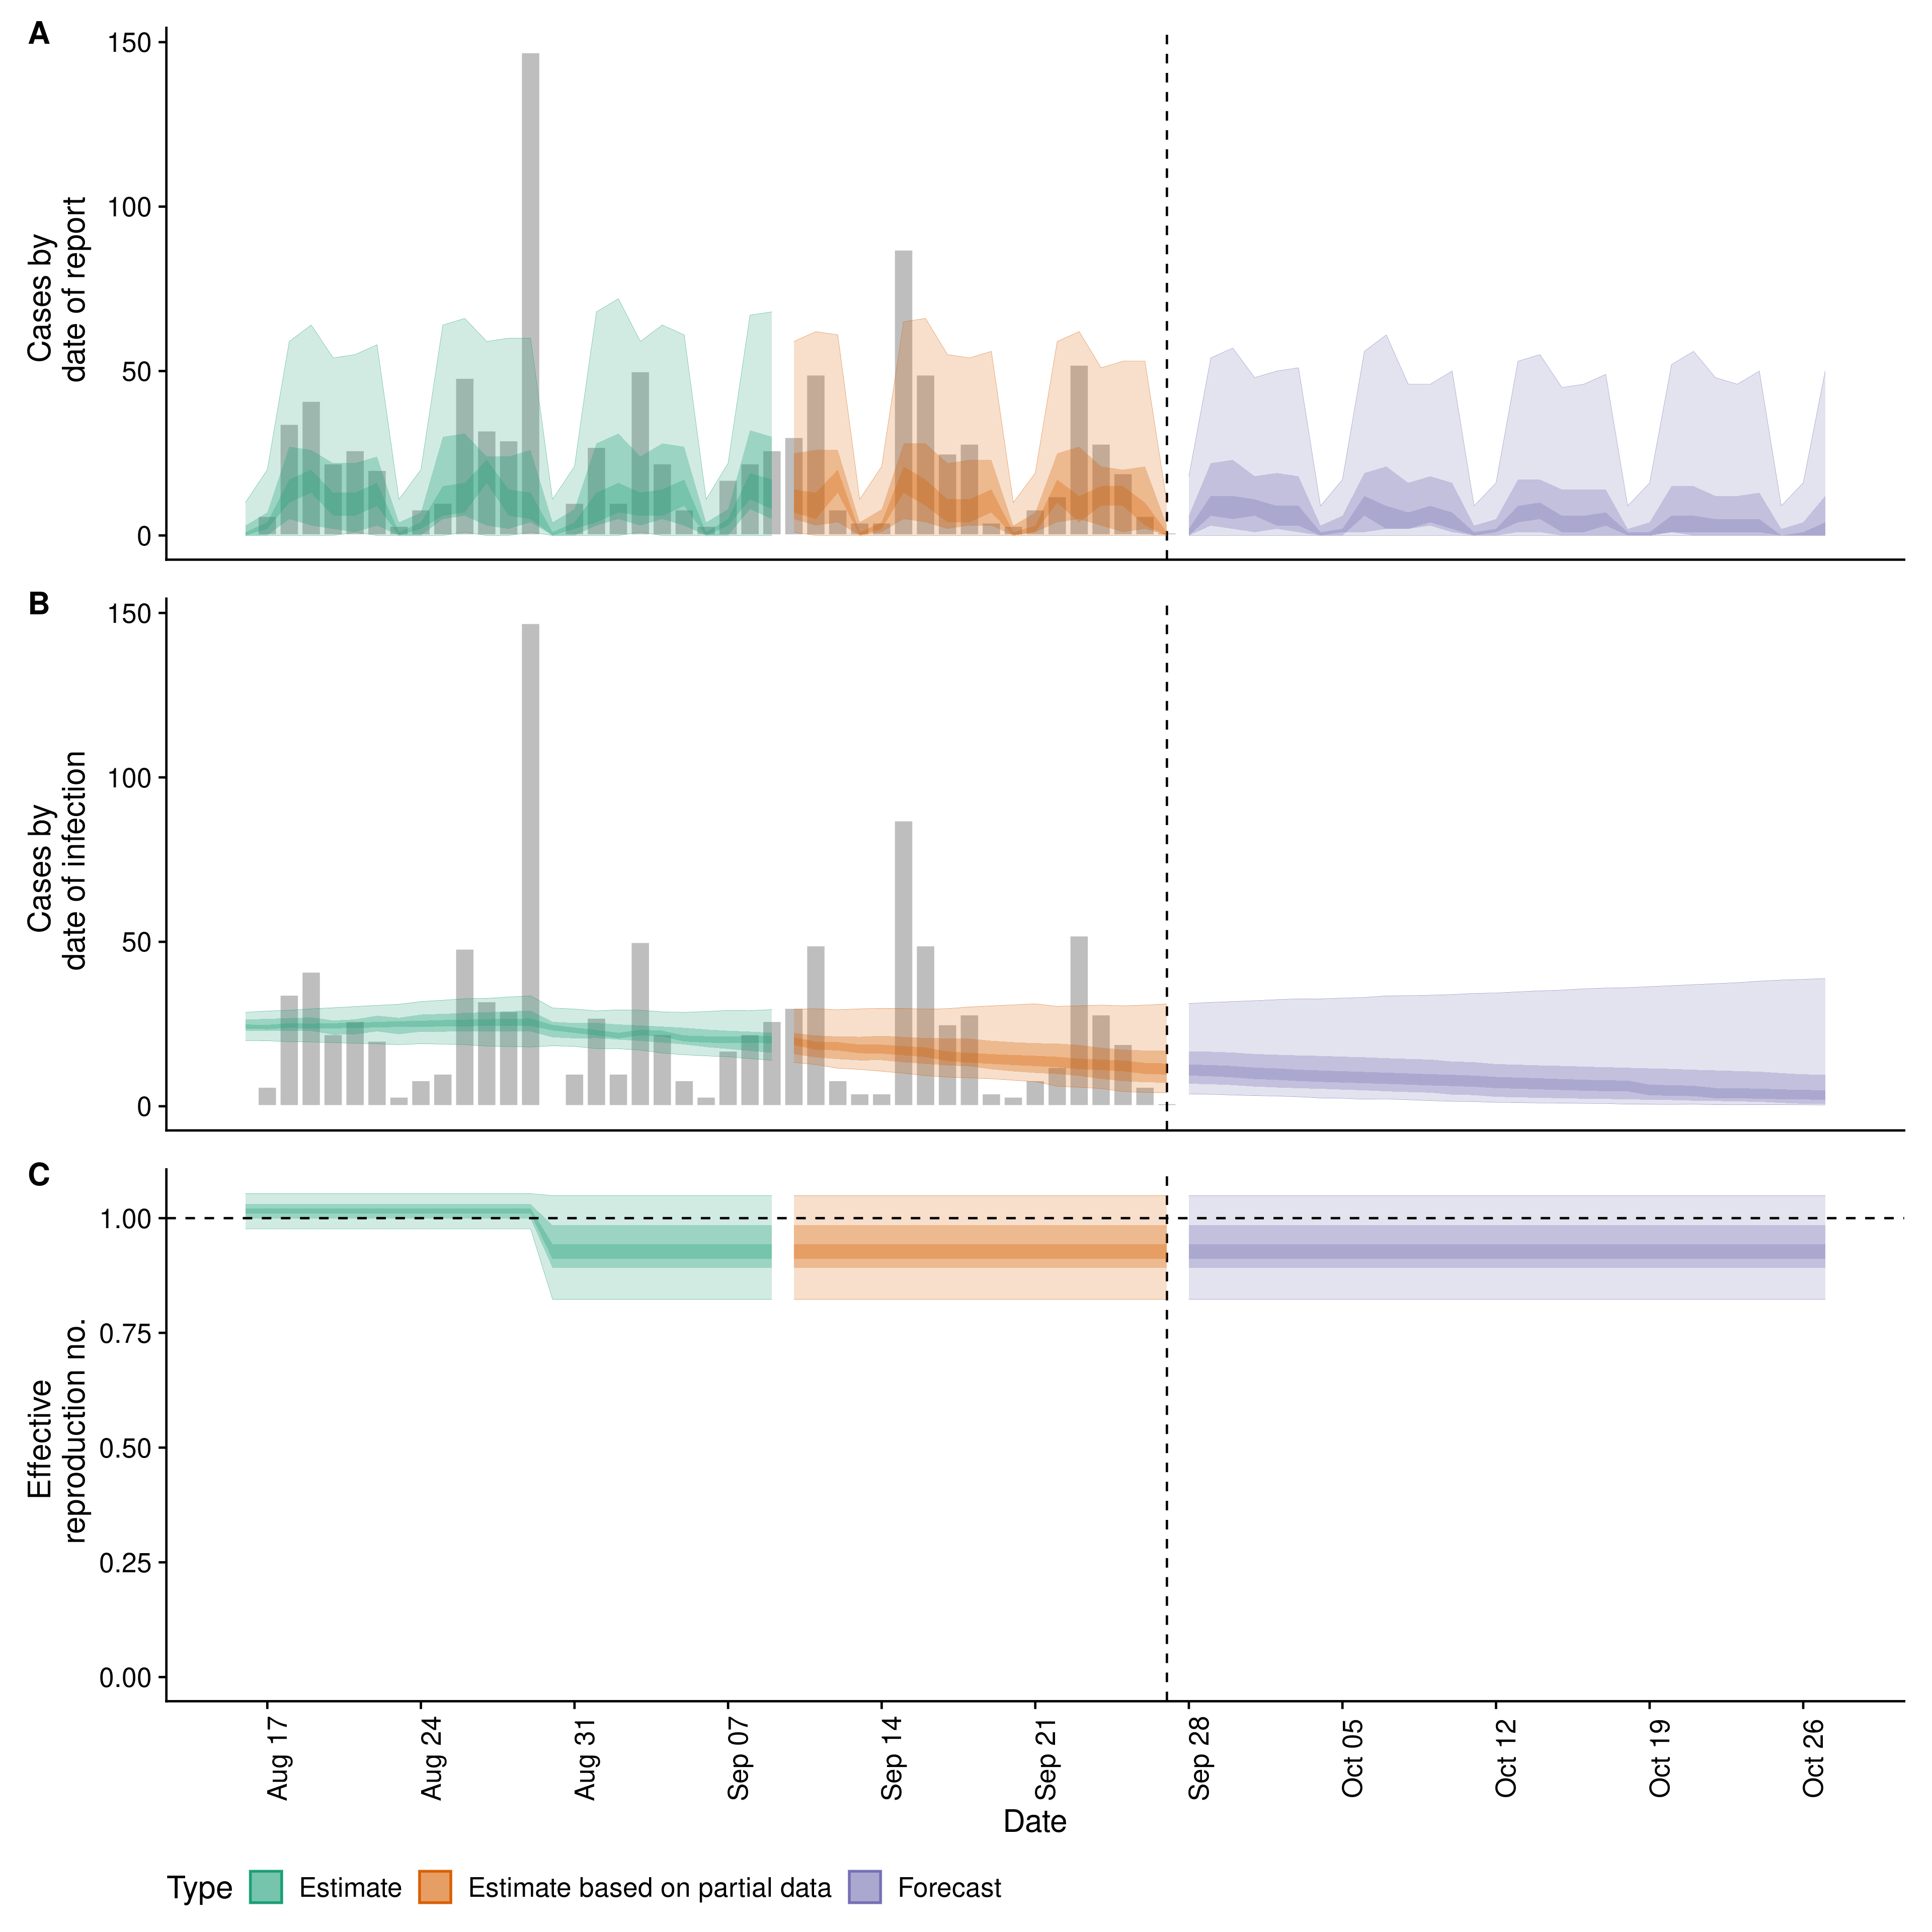 A
150
100
50
0
Cases by
date of report
B
150
100
50
0
Cases by
date of infection
C
1.00
0.75
0.50
0.25
0.00
Effective
reproduction no.
Aug 17
Aug 24
Aug 31
Sep 07
Sep 14
Sep 21
Sep 28
Oct 05
Oct 12
Oct 19
Oct 26
Date
Type Estimate Estimate based on partial data Forecast